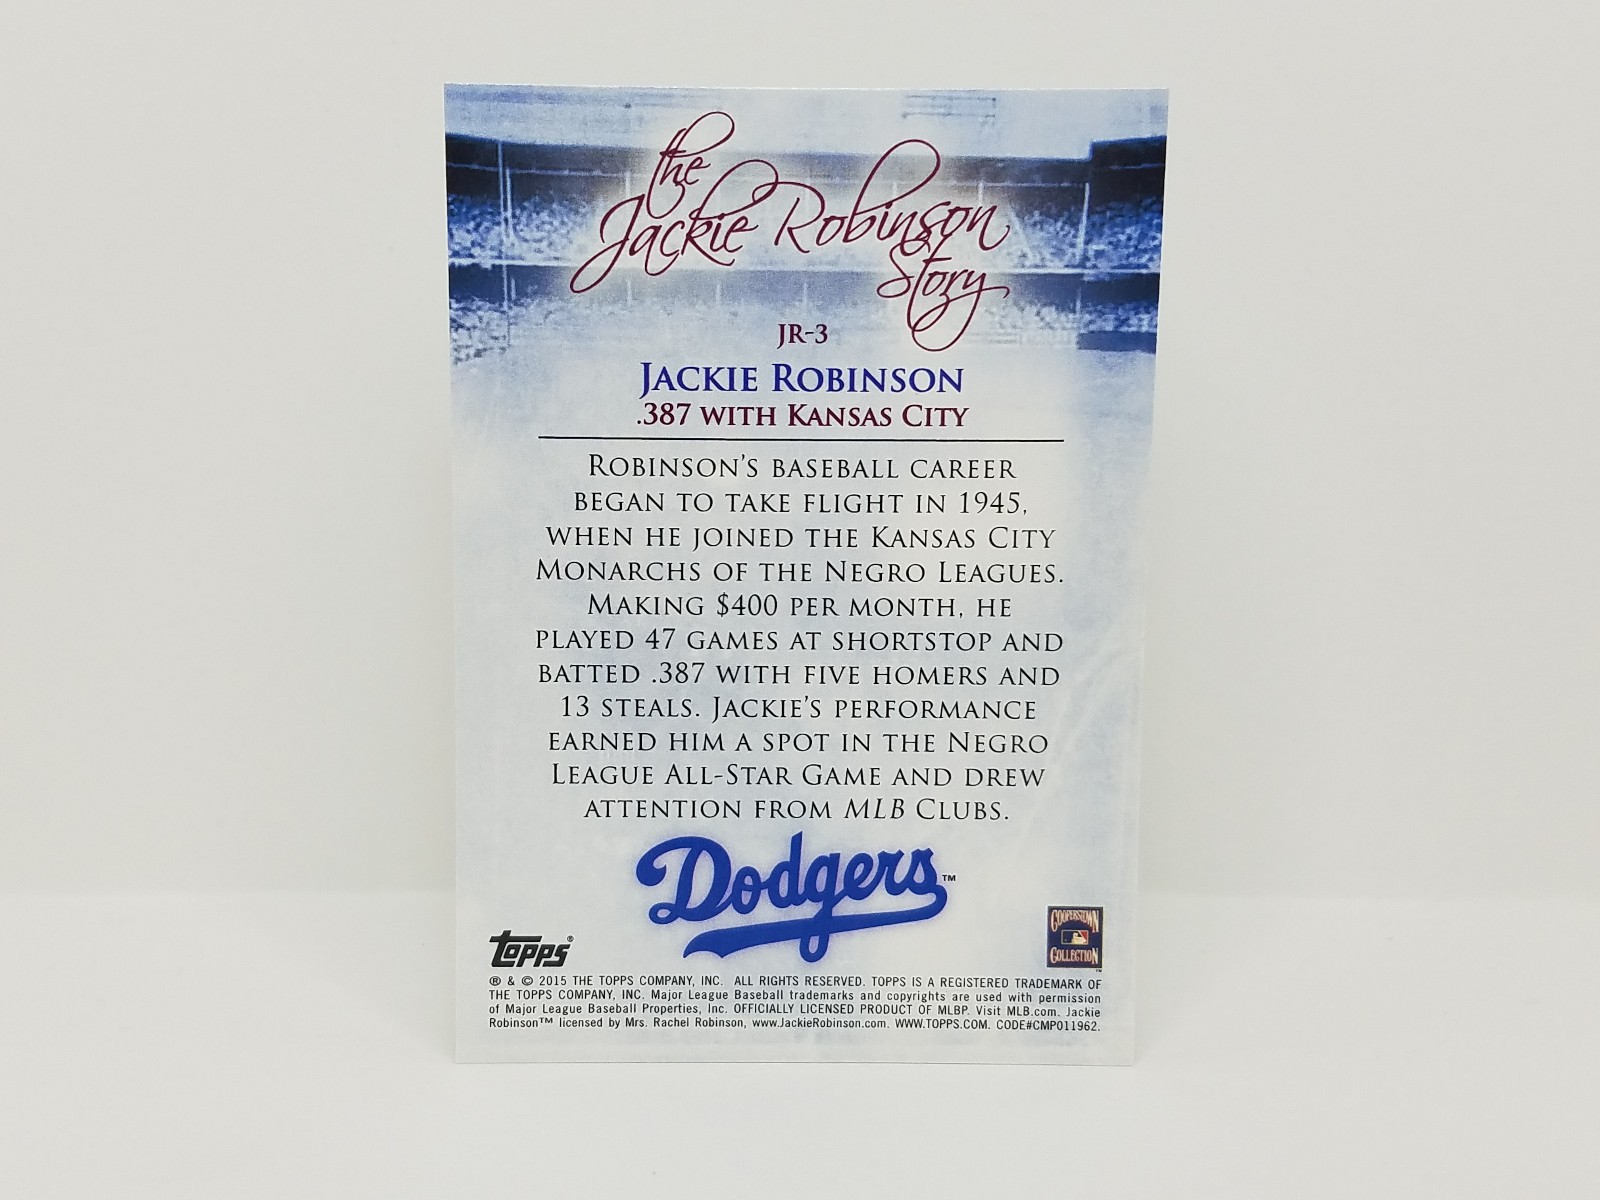 the
Jackie Robinson
Story
JR-3
JACKIE ROBINSON
.387 WITH KANSAS CITY
ROBINSON'S BASEBALL CAREER
BEGAN TO TAKE FLIGHT IN 1945,
WHEN HE JOINED THE KANSAS CITY
MONARCHS OF THE NEGRO LEAGUES.
MAKING $400 PER MONTH, HE
PLAYED 47 GAMES AT SHORTSTOP AND
BATTED .387 WITH FIVE HOMERS AND
13 STEALS. JACKIE'S PERFORMANCE
EARNED HIM A SPOT IN THE NEGRO
LEAGUE ALL-STAR GAME AND DREW
ATTENTION FROM MLB CLUBS.
Dodgers™
topps®
COOPERSTOWN
COLLECTION™
® & © 2015 THE TOPPS COMPANY, INC. ALL RIGHTS RESERVED. TOPPS IS A REGISTERED TRADEMARK OF
THE TOPPS COMPANY, INC. Major League Baseball trademarks and copyrights are used with permission
of Major League Baseball Properties, Inc. OFFICIALLY LICENSED PRODUCT OF MLBP. Visit MLB.com. Jackie
Robinson™ licensed by Mrs. Rachel Robinson, www.JackieRobinson.com. WWW.TOPPS.COM. CODE#CMP011962.